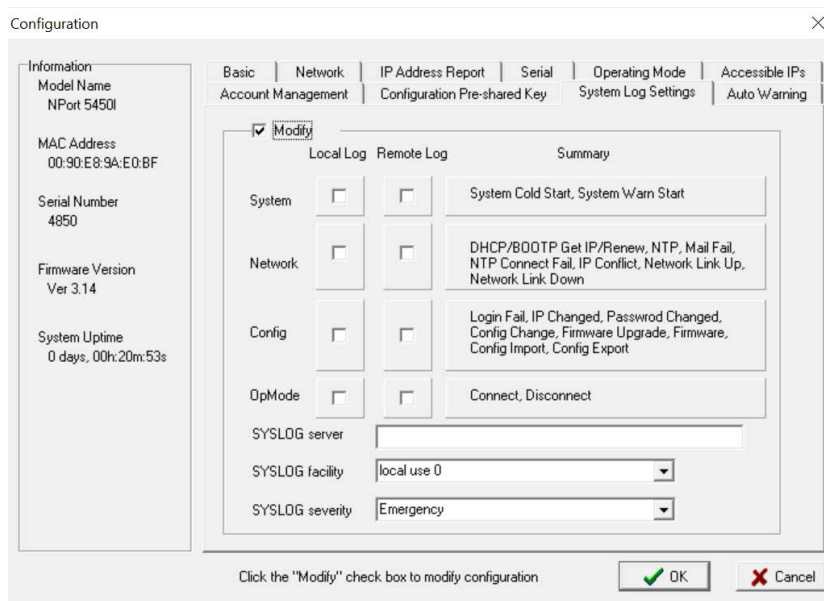 Configuration
Information
Model Name
NPort 5450I
MAC Address
00:90:E8:9A:E0:BF
Serial Number
4850
Firmware Version
Ver 3.14
System Uptime
0 days, 00h:20m:53s
Basic Network IP Address Report Serial Operating Mode Accessible IPs
Account Management Configuration Pre-shared Key System Log Settings Auto Warning
Modify
Local Log Remote Log Summary
System System Cold Start, System Warn Start
DHCP/BOOTP Get IP/Renew, NTP, Mail Fail,
Network NTP Connect Fail, IP Conflict, Network Link Up,
Network Link Down
Login Fail, IP Changed, Passwrod Changed,
Config Config Change, Firmware Upgrade, Firmware,
Config Import, Config Export
OpMode Connect, Disconnect
SYSLOG server
SYSLOG facility local use 0
SYSLOG severity Emergency
Click the "Modify" check box to modify configuration OK Cancel